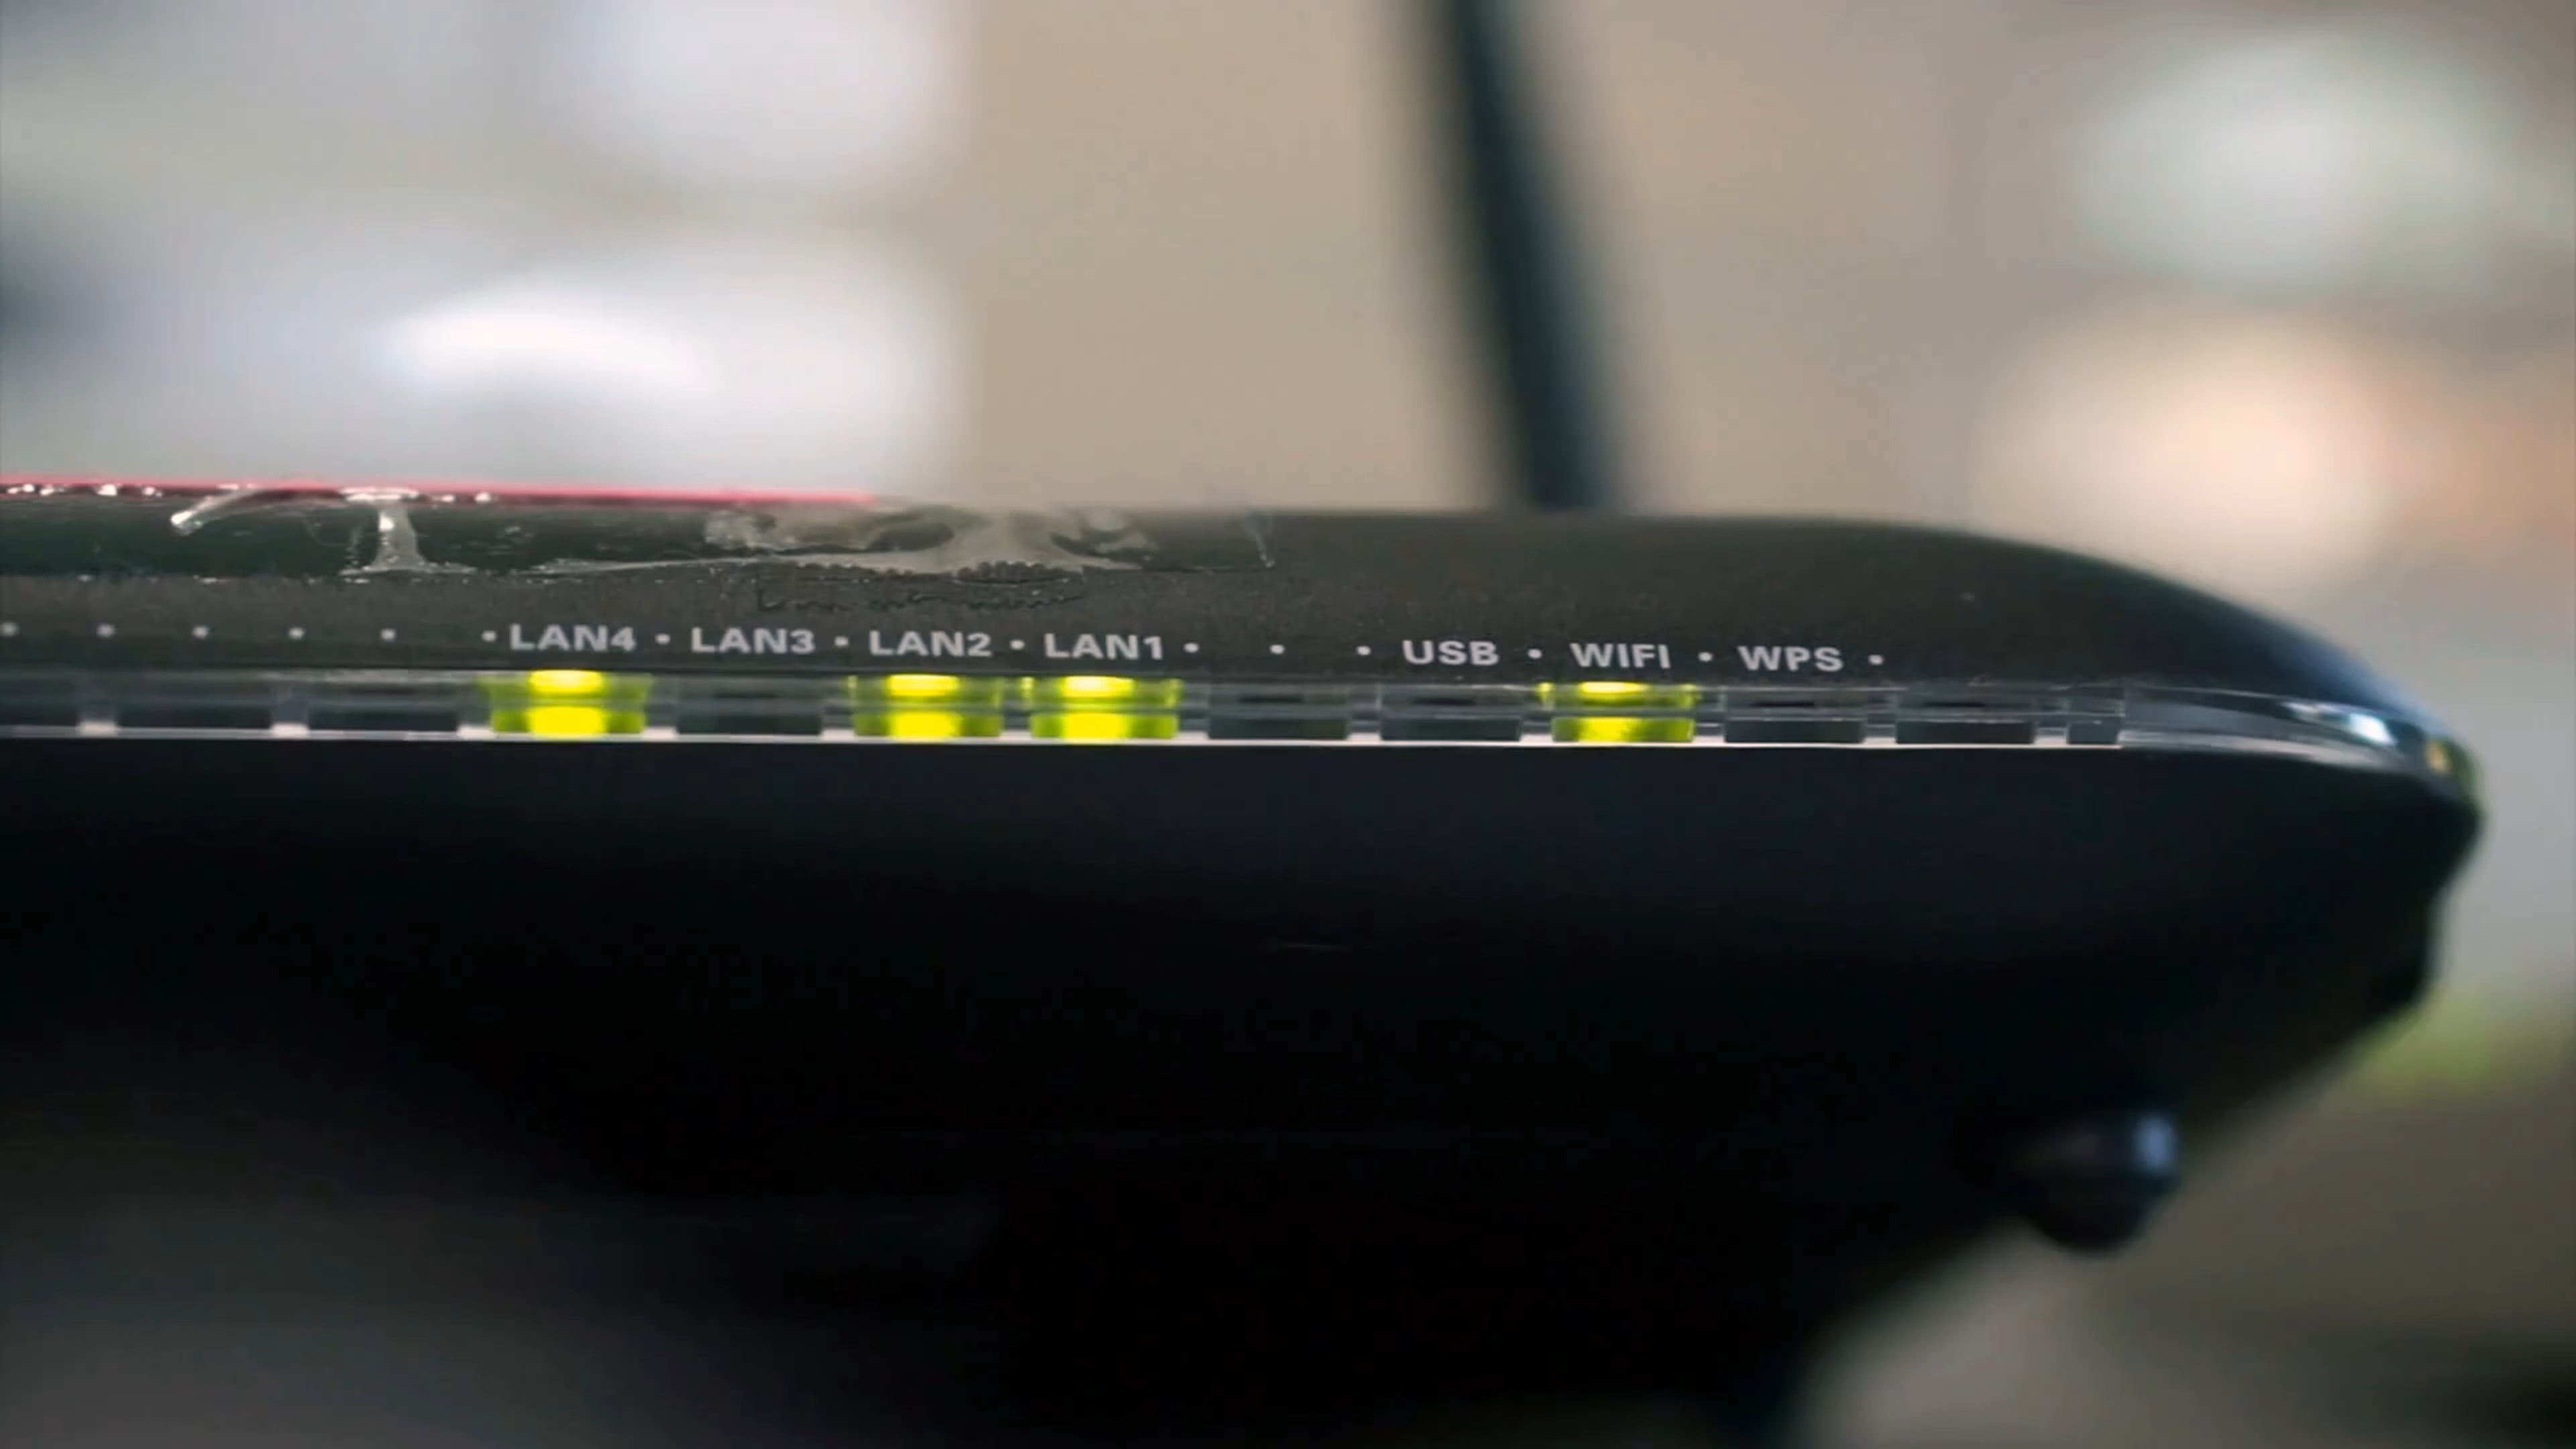 • • • • • • LAN4 • LAN3 • LAN2 • LAN1 • • • USB • WIFI • WPS •